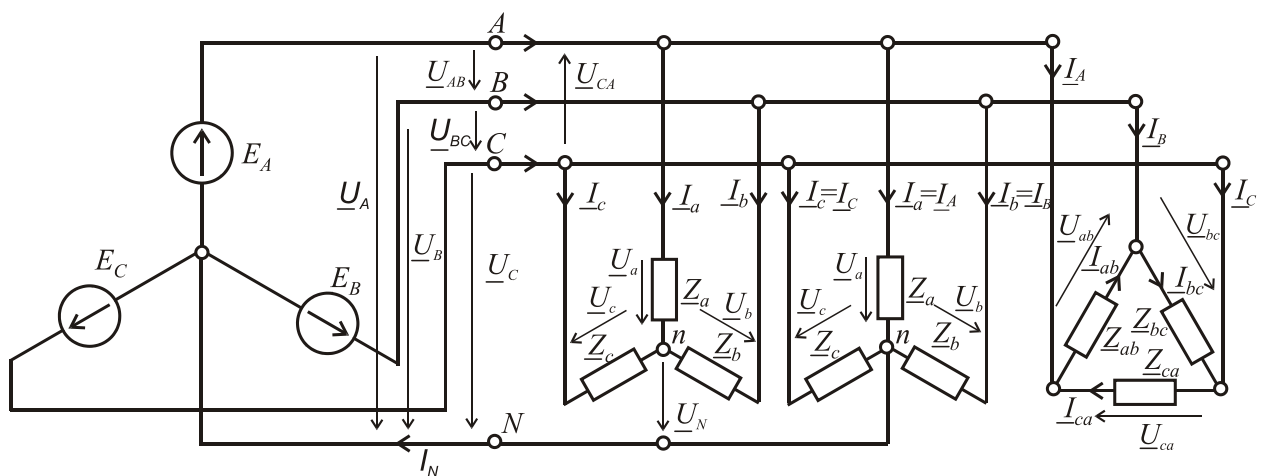 A
U_AB
U_CA
B
U_BC
C
I_A
I_B
I_C
E_A
U_A
I_c
I_a
I_b
I_c=I_C
I_a=I_A
I_b=I_B
E_C
E_B
U_B
U_C
U_a
Z_a
U_c
U_b
n
Z_c
Z_b
U_N
U_a
Z_a
U_c
U_b
n
Z_c
Z_b
U_ab
U_bc
I_ab
I_bc
Z_ab
Z_bc
Z_ca
I_ca
U_ca
N
I_N